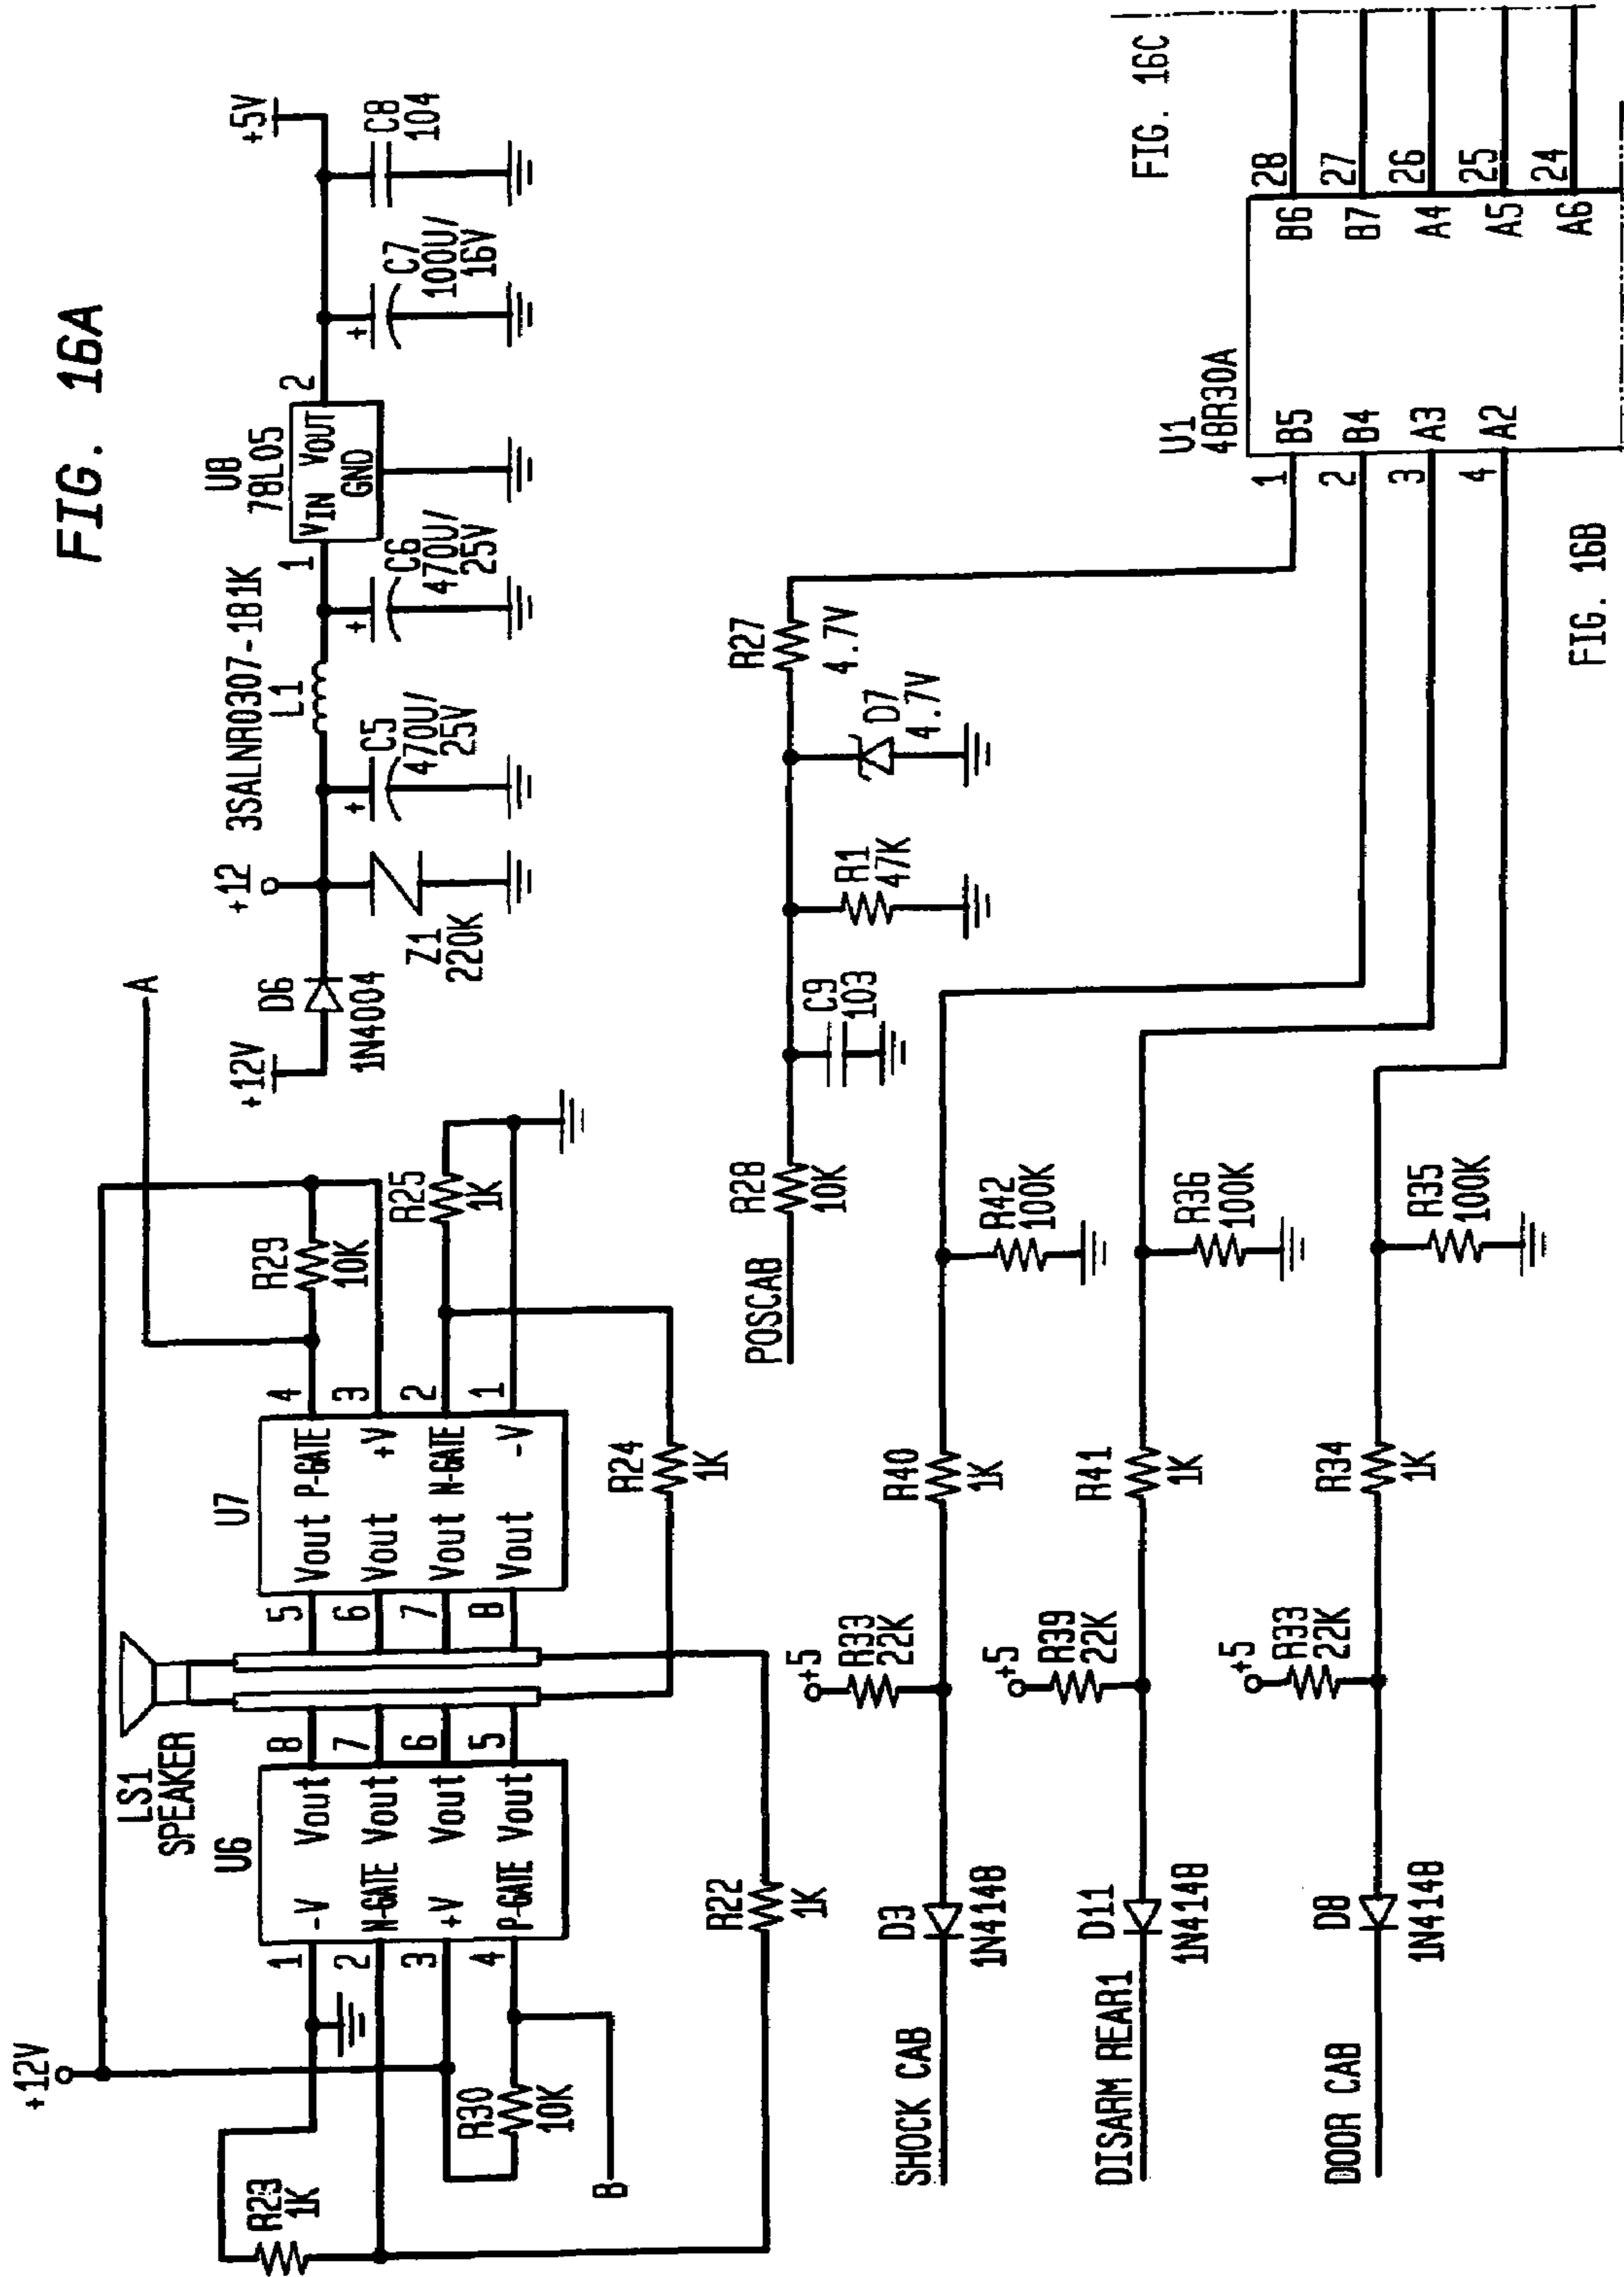 FIG. 16A
+12V
LS1
SPEAKER
A
R23
1K
U6
1
2
3
4
-V
N-GATE
+V
P-GATE
Vout
Vout
Vout
Vout
8
7
6
5
U7
5
6
7
8
Vout
Vout
Vout
Vout
P-GATE
+V
N-GATE
-V
4
3
2
1
R29
10K
R25
1K
R30
10K
B
R24
1K
R22
1K
+12V
D6
1N4004
+12
Z1
220K
3SALNR0307-181K
L1
C5
470U/
25V
C6
470U/
25V
1
U8
78L05
VIN
VOUT
GND
2
C7
100U/
16V
+5V
C8
104
POSCAB
R28
10K
C9
103
R1
47K
D7
4.7V
R27
4.7V
SHOCK CAB
D3
1N4148
+5
R33
22K
R40
1K
R42
100K
DISARM REAR1
D11
1N4148
+5
R39
22K
R41
1K
R36
100K
DOOR CAB
D8
1N4148
+5
R33
22K
R34
1K
R35
100K
U1
48R30A
1
2
3
4
B5
B4
A3
A2
B6
B7
A4
A5
A6
28
27
26
25
24
FIG. 16C
FIG. 16B